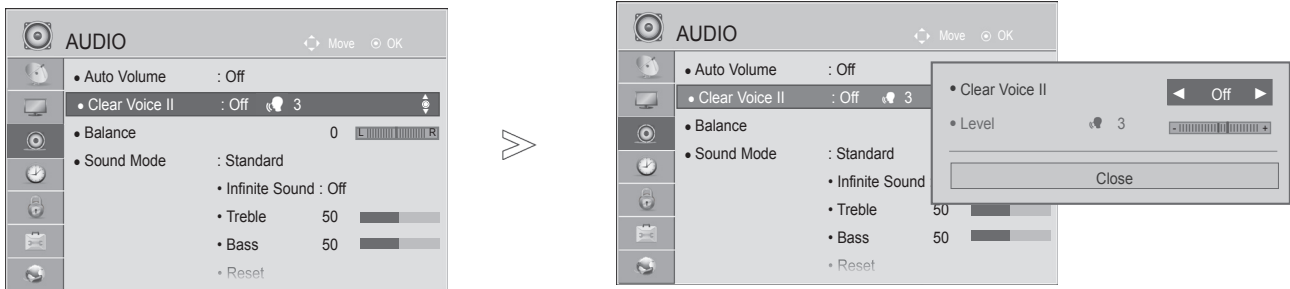 AUDIO
Move
OK
• Auto Volume : Off
• Clear Voice II : Off 3
• Balance 0 L R
• Sound Mode : Standard
• Infinite Sound : Off
• Treble 50
• Bass 50
• Reset
AUDIO
Move
OK
• Auto Volume : Off
• Clear Voice II : Off 3
• Balance
• Sound Mode : Standard
• Infinite Sound
• Treble 50
• Bass 50
• Reset
• Clear Voice II ◀ Off ▶
• Level 3 - +
Close